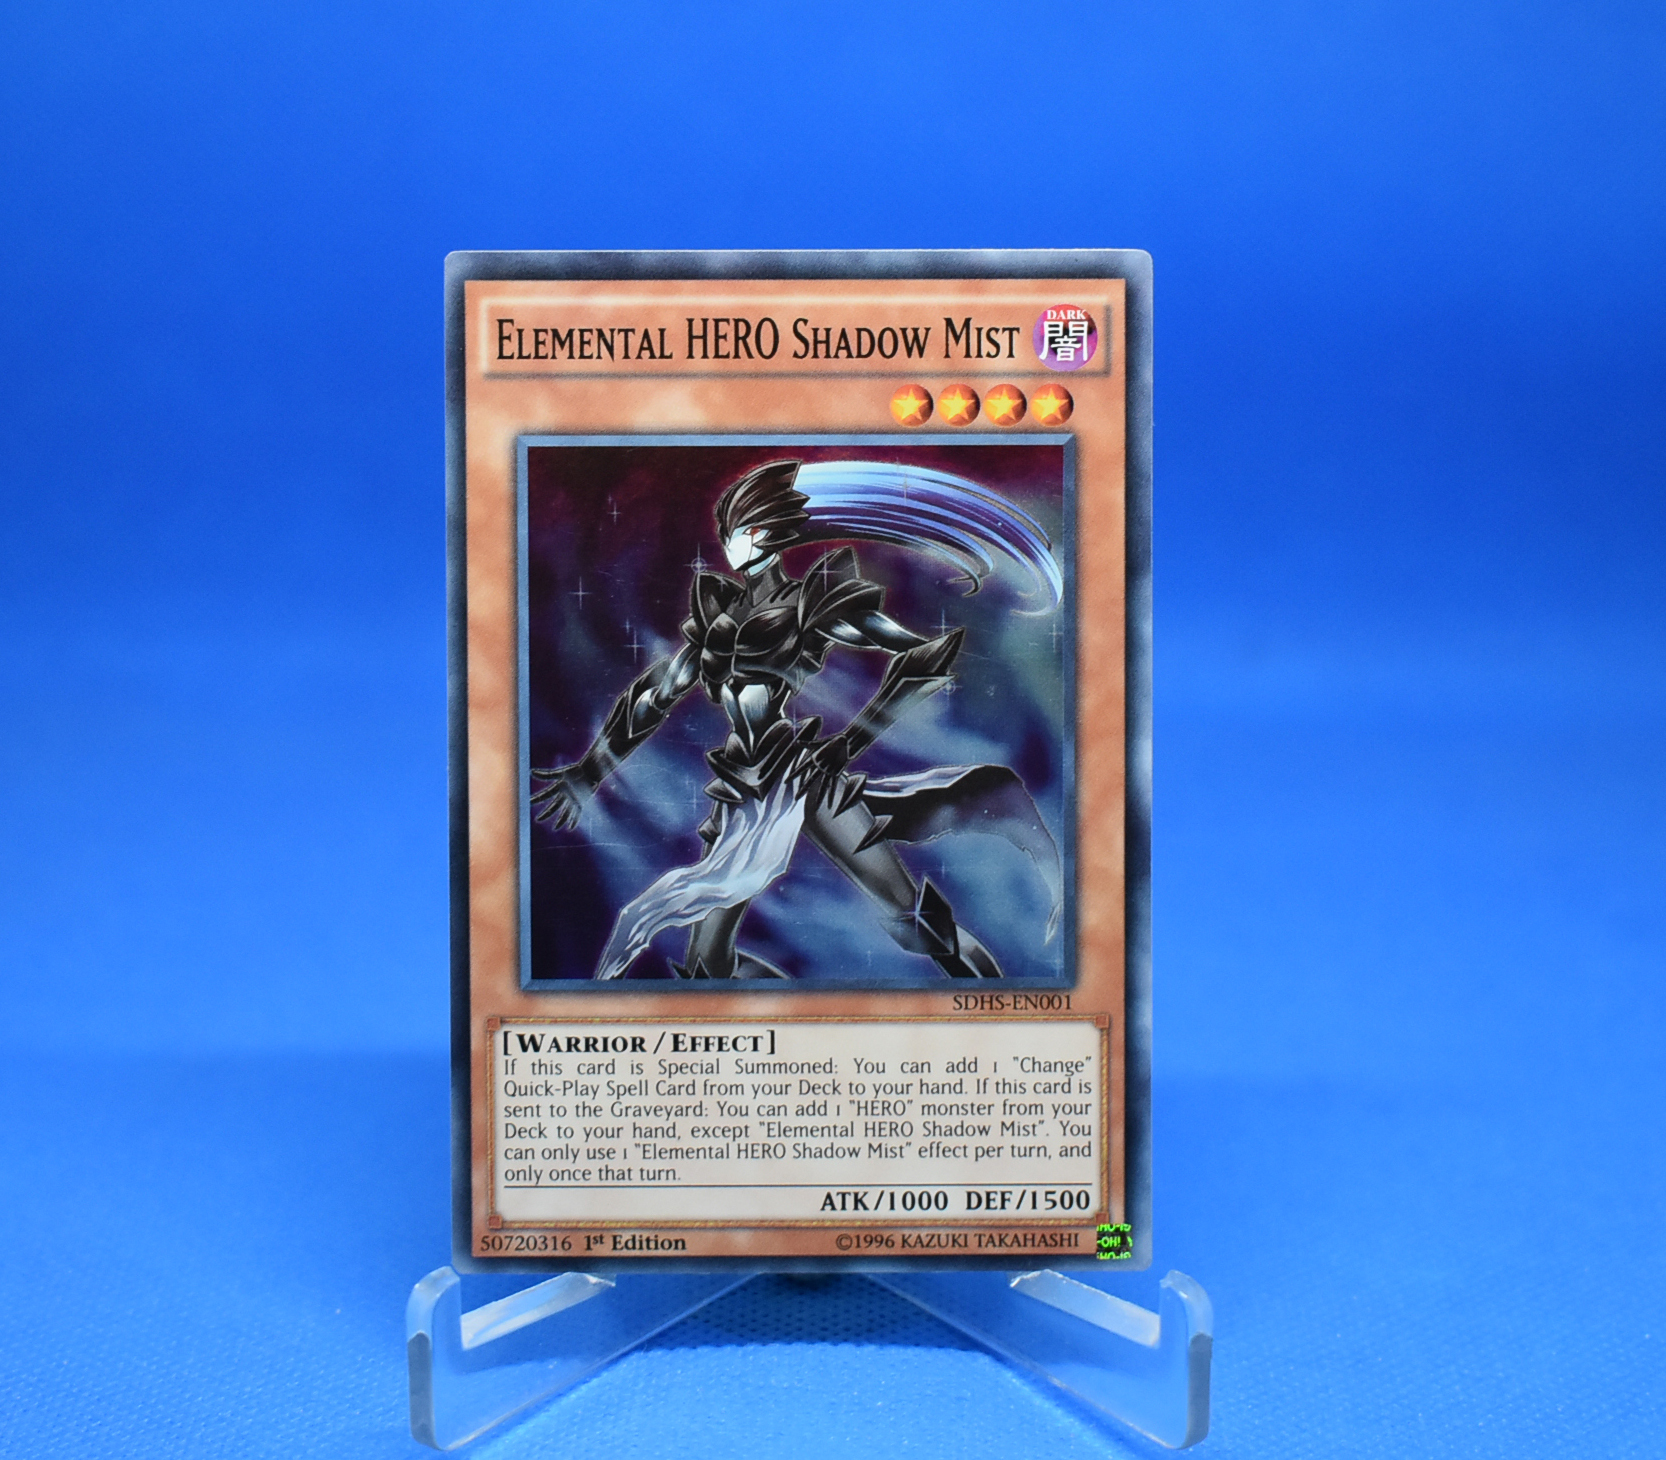 Elemental HERO Shadow Mist
DARK
闇
SDHS-EN001
[Warrior / Effect]
If this card is Special Summoned: You can add 1 "Change"
Quick-Play Spell Card from your Deck to your hand. If this card is
sent to the Graveyard: You can add 1 "HERO" monster from your
Deck to your hand, except "Elemental HERO Shadow Mist". You
can only use 1 "Elemental HERO Shadow Mist" effect per turn, and
only once that turn.
ATK/1000 DEF/1500
50720316 1st Edition ©1996 KAZUKI TAKAHASHI
-OH!